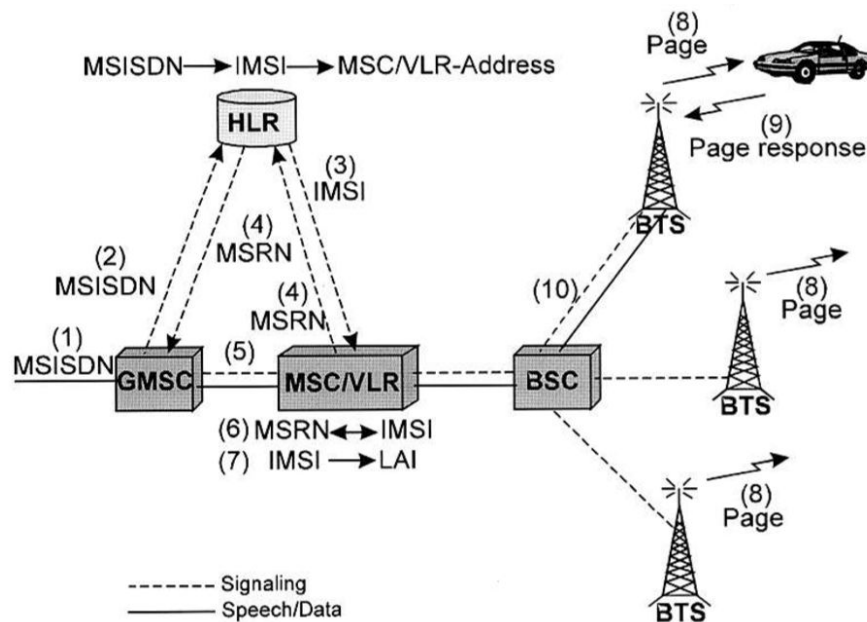 MSISDN → IMSI → MSC/VLR-Address
HLR
(8)
Page
(9)
Page response
BTS
(3)
IMSI
(4)
MSRN
(2)
MSISDN
(4)
MSRN
(1)
MSISDN
GMSC
(5)
MSC/VLR
BSC
(10)
(8)
Page
BTS
(6) MSRN ↔ IMSI
(7) IMSI → LAI
(8)
Page
BTS
Signaling
Speech/Data